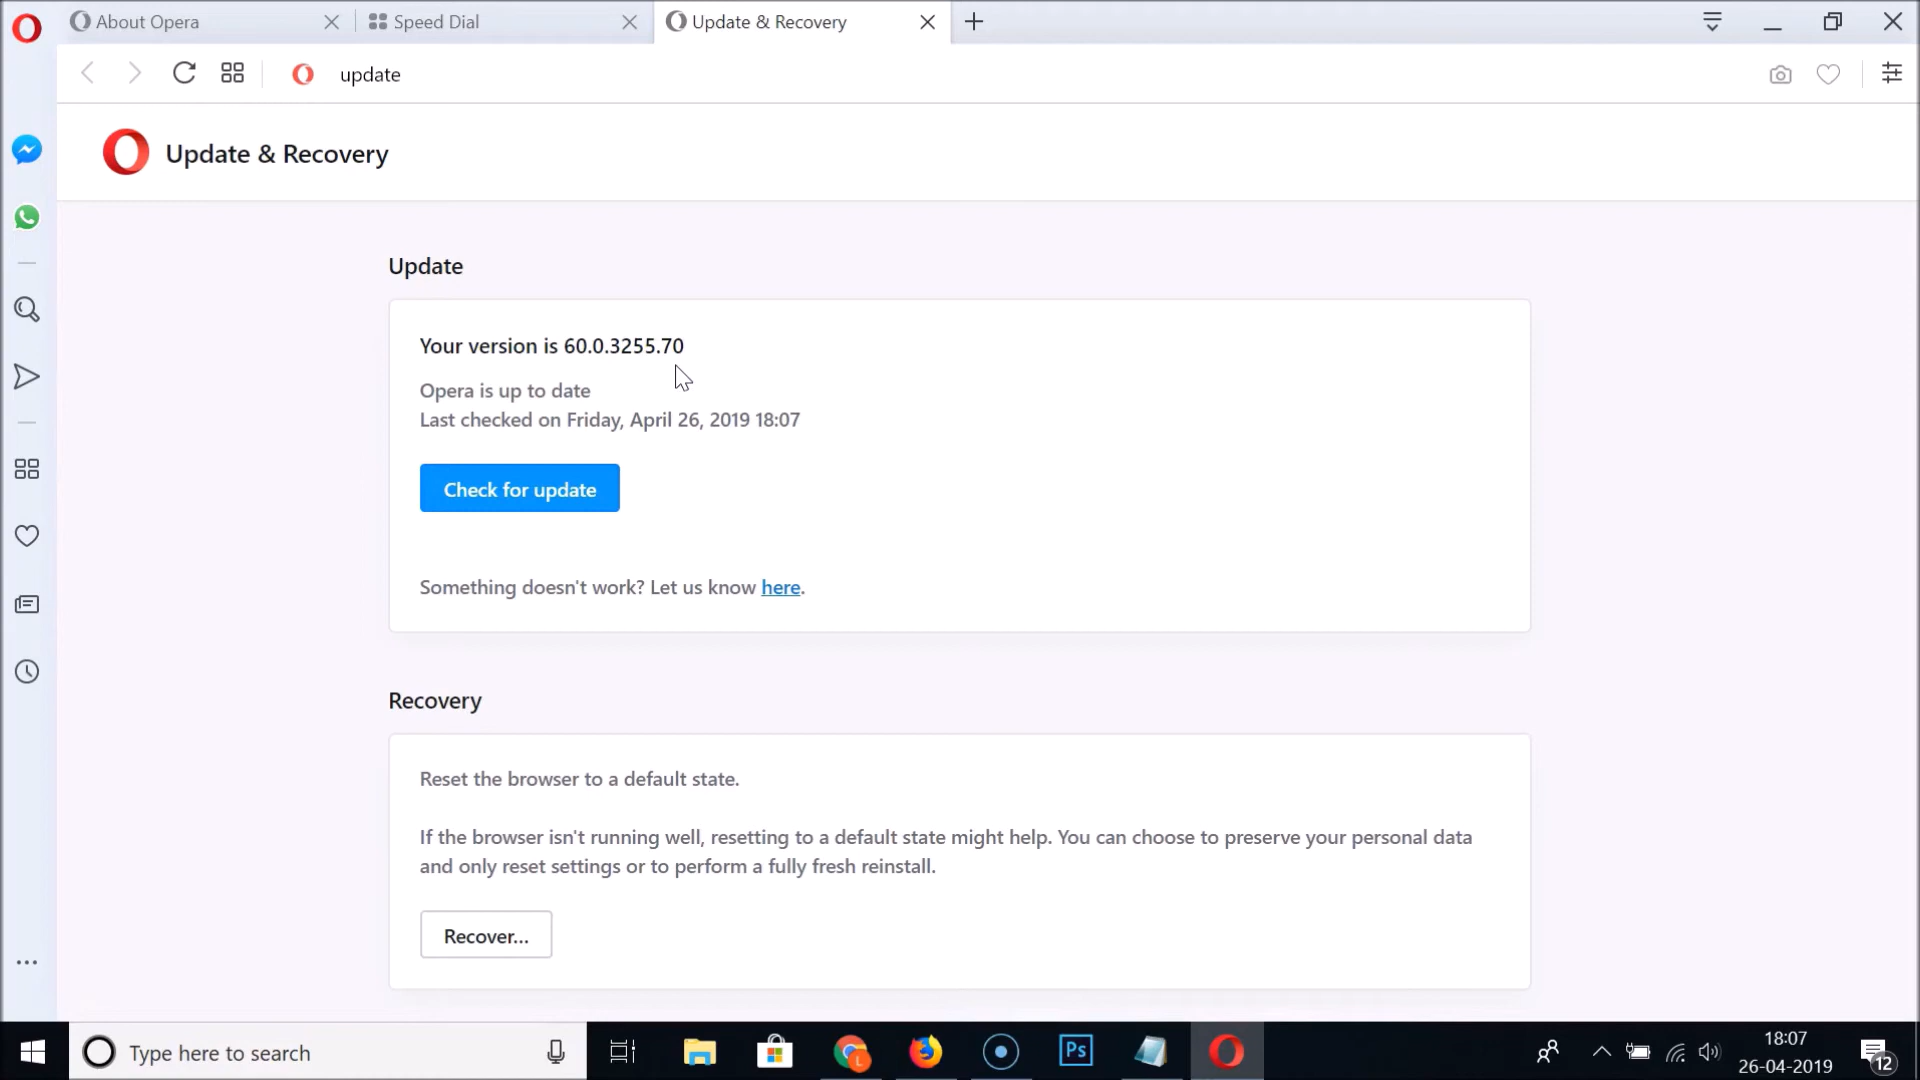 About Opera
Speed Dial
Update & Recovery
update
Update & Recovery
Update
Your version is 60.0.3255.70
Opera is up to date
Last checked on Friday, April 26, 2019 18:07
Check for update
Something doesn't work? Let us know here.
Recovery
Reset the browser to a default state.
If the browser isn't running well, resetting to a default state might help. You can choose to preserve your personal data
and only reset settings or to perform a fully fresh reinstall.
Recover...
Type here to search
L
Ps
18:07
26-04-2019
12